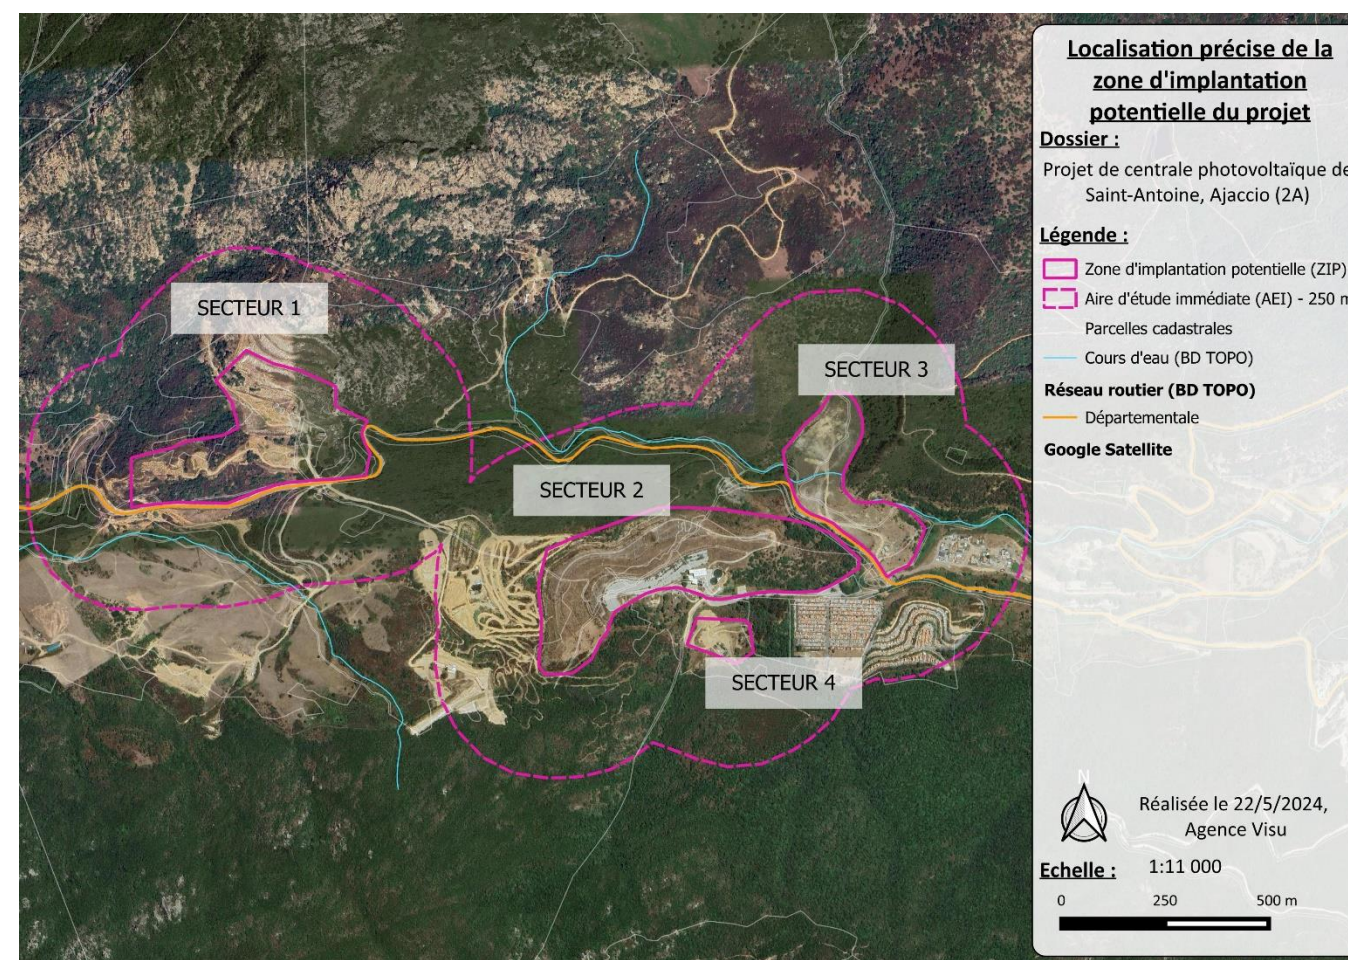 Localisation précise de la
zone d'implantation
potentielle du projet
Dossier :
Projet de centrale photovoltaïque de
Saint-Antoine, Ajaccio (2A)
Légende :
Zone d'implantation potentielle (ZIP)
Aire d'étude immédiate (AEI) - 250 m
Parcelles cadastrales
Cours d'eau (BD TOPO)
Réseau routier (BD TOPO)
Départementale
Google Satellite
SECTEUR 1
SECTEUR 3
SECTEUR 2
SECTEUR 4
N
Réalisée le 22/5/2024,
Agence Visu
Echelle : 1:11 000
0 250 500 m